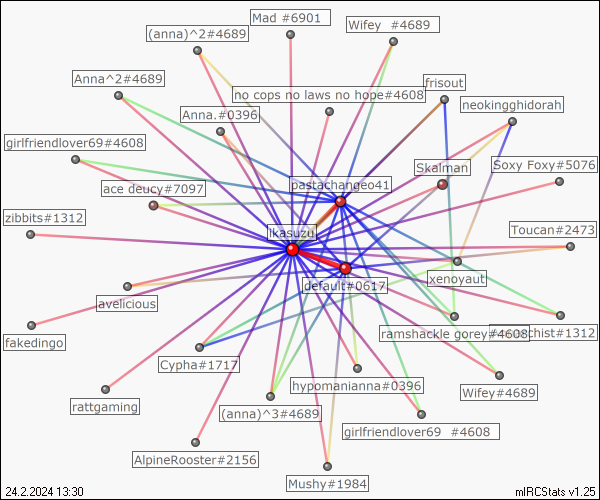 Mad #6901
Wifey  #4689
(anna)^2#4689
Anna^2#4689
frisout
no cops no laws no hope#4608
neokingghidorah
Anna.#0396
girlfriendlover69#4608
Skalman
Soxy Foxy#5076
pastachangeo41
ace deucy#7097
zibbits#1312
ikasuzu
Toucan#2473
xenoyaut
default#0617
avelicious
ramshackle gorey#4608
#1312
fakedingo
Cypha#1717
hypomanianna#0396
Wifey#4689
rattgaming
(anna)^3#4689
girlfriendlover69  #4608
AlpineRooster#2156
Mushy#1984
24.2.2024 13:30
mIRCStats v1.25